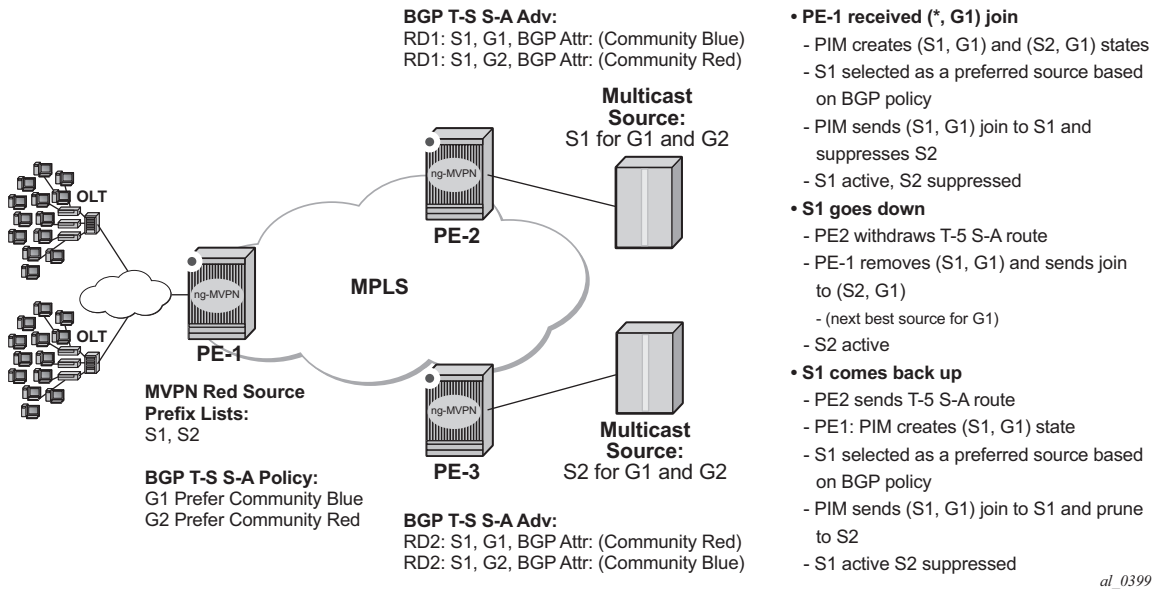 BGP T-S S-A Adv:
RD1: S1, G1, BGP Attr: (Community Blue)
RD1: S1, G2, BGP Attr: (Community Red)
Multicast
Source:
S1 for G1 and G2
ng-MVPN
PE-2
OLT
OLT
ng-MVPN
PE-1
MPLS
MVPN Red Source
Prefix Lists:
S1, S2
BGP T-S S-A Policy:
G1 Prefer Community Blue
G2 Prefer Community Red
ng-MVPN
PE-3
Multicast
Source:
S2 for G1 and G2
BGP T-S S-A Adv:
RD2: S1, G1, BGP Attr: (Community Red)
RD2: S1, G2, BGP Attr: (Community Blue)
• PE-1 received (*, G1) join
- PIM creates (S1, G1) and (S2, G1) states
- S1 selected as a preferred source based
on BGP policy
- PIM sends (S1, G1) join to S1 and
suppresses S2
- S1 active, S2 suppressed
• S1 goes down
- PE2 withdraws T-5 S-A route
- PE-1 removes (S1, G1) and sends join
to (S2, G1)
- (next best source for G1)
- S2 active
• S1 comes back up
- PE2 sends T-5 S-A route
- PE1: PIM creates (S1, G1) state
- S1 selected as a preferred source based
on BGP policy
- PIM sends (S1, G1) join to S1 and prune
to S2
- S1 active S2 suppressed
al_0399